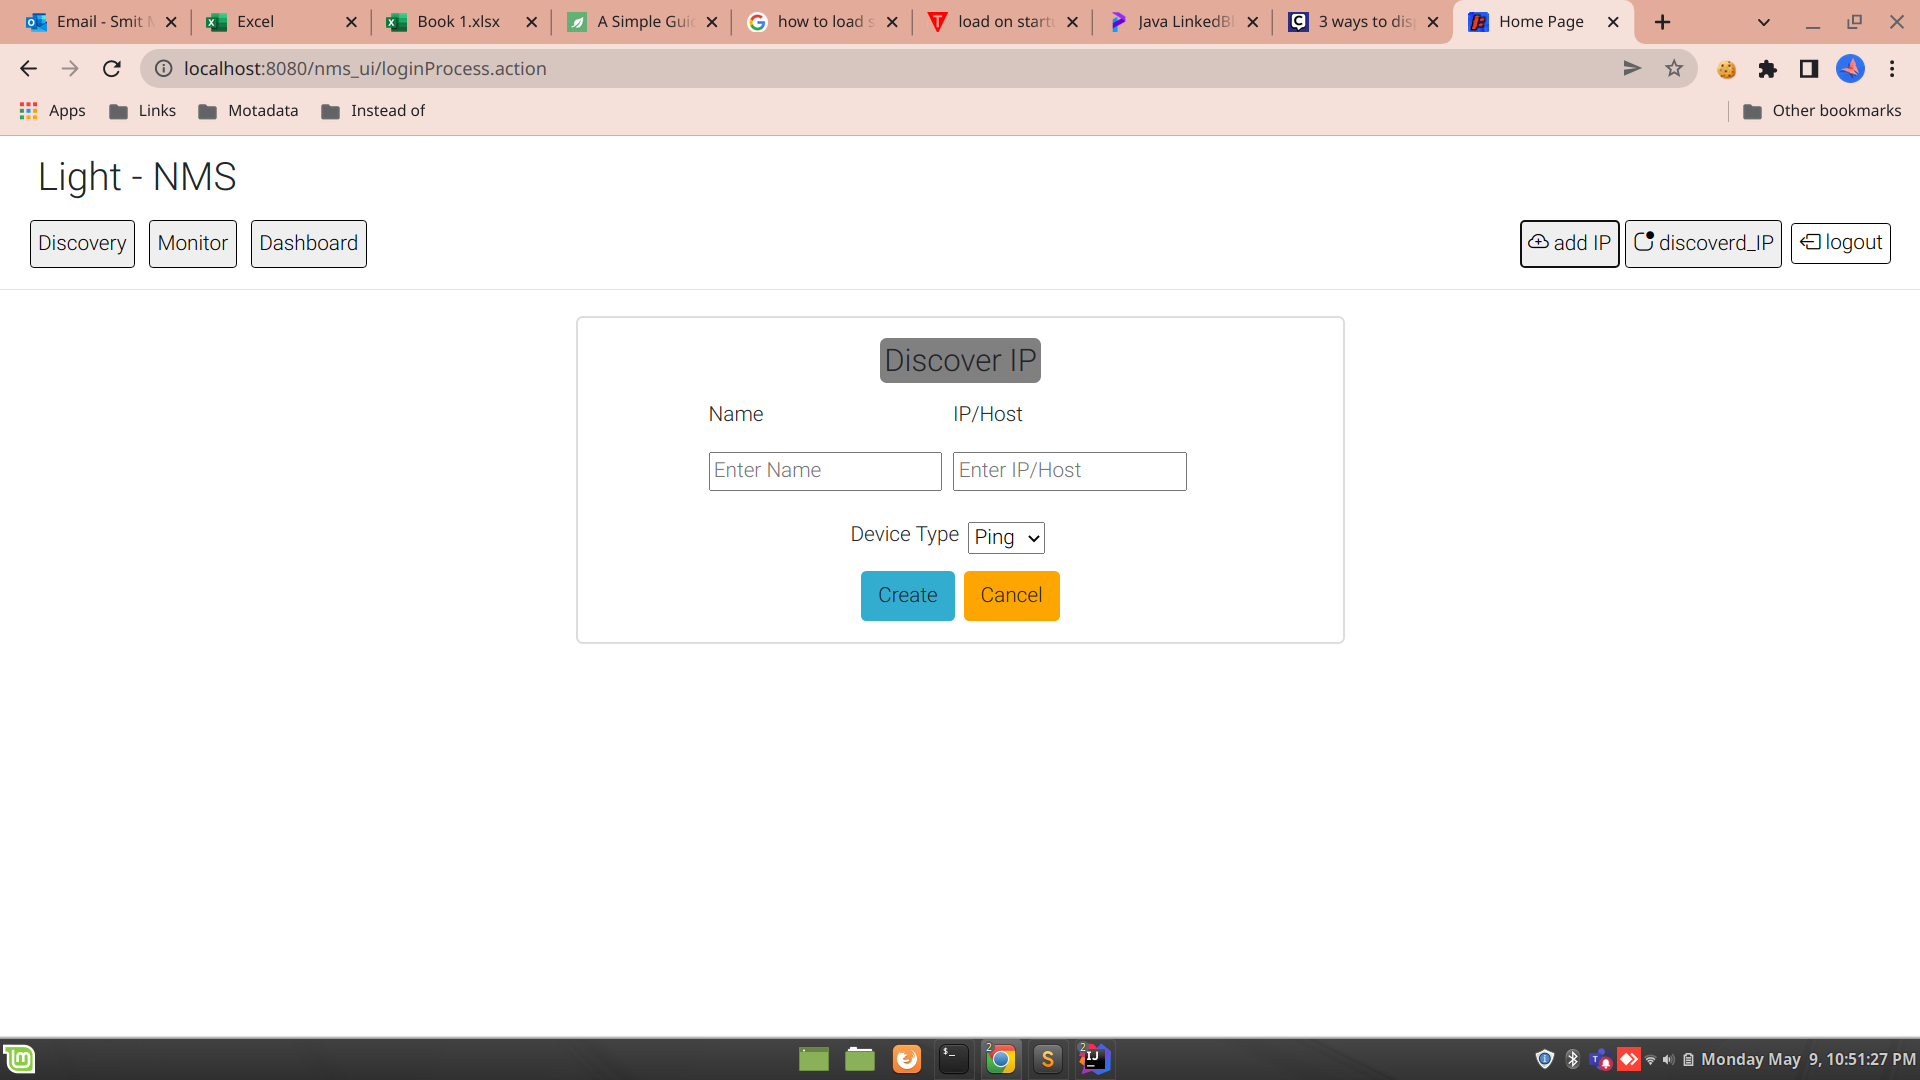 Email - Smit M
Excel
Book 1.xlsx
A Simple Guid
how to load s
load on startu
Java LinkedBl
3 ways to disp
Home Page
localhost:8080/nms_ui/loginProcess.action
Apps
Links
Motadata
Instead of
Other bookmarks
Light - NMS
Discovery
Monitor
Dashboard
add IP
discoverd_IP
logout
Discover IP
Name
IP/Host
Enter Name
Enter IP/Host
Device Type
Ping
Create
Cancel
Monday May 9, 10:51:27 PM